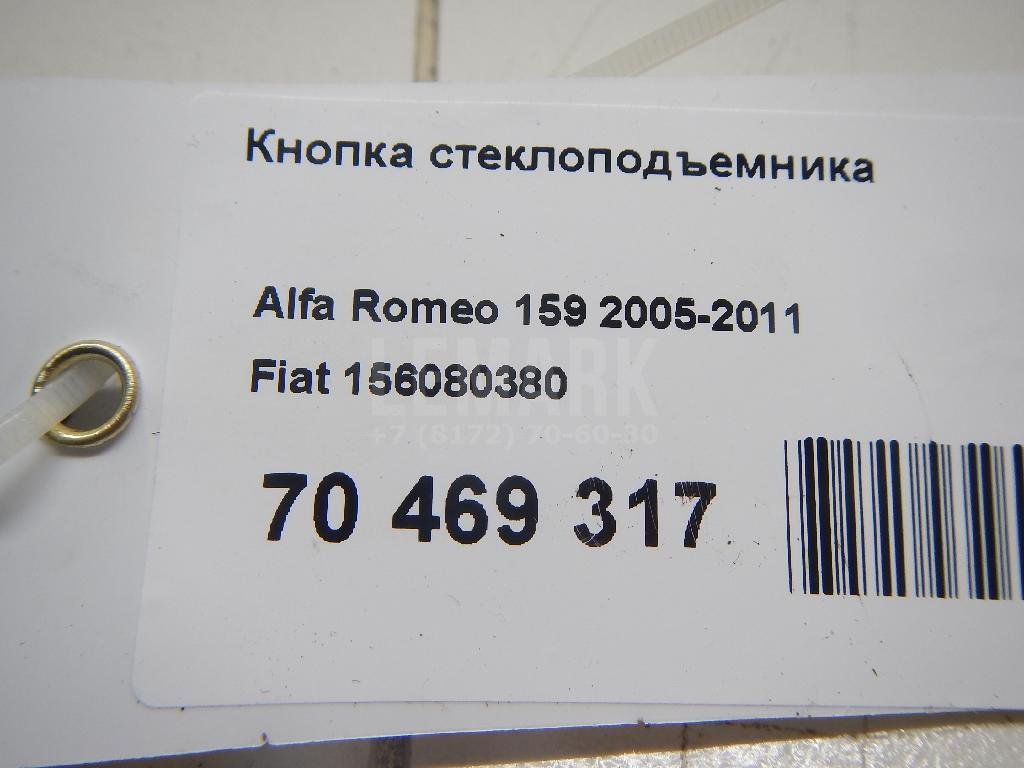 Кнопка стеклоподъемника
Alfa Romeo 159 2005-2011
Fiat 156080380
LEMARK
+7 (8172) 70-60-30
70 469 317